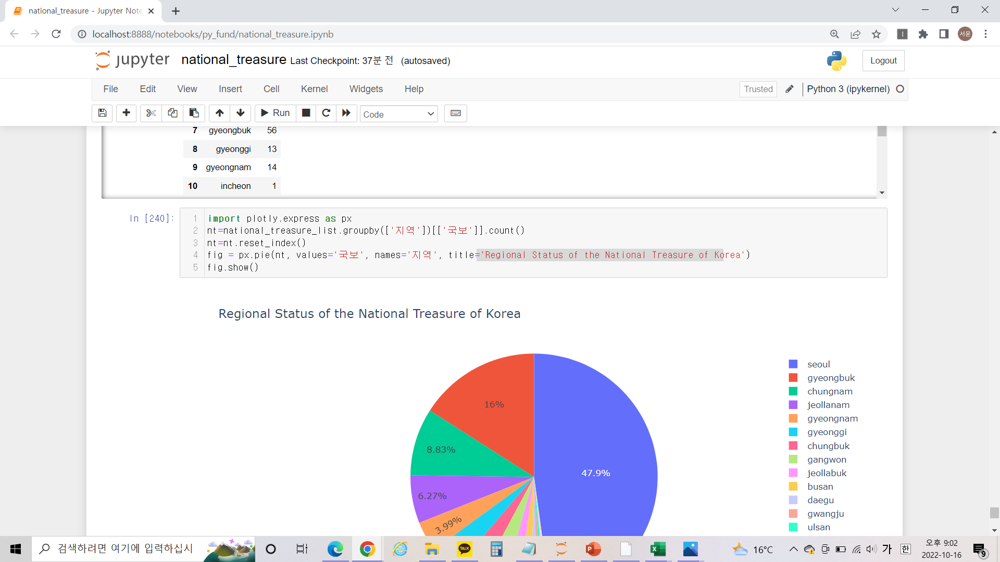 national_treasure - Jupyter Note
localhost:8888/notebooks/py_fund/national_treasure.ipynb
서윤
jupyter national_treasure Last Checkpoint: 37분 전 (autosaved)
Logout
File Edit View Insert Cell Kernel Widgets Help
Trusted Python 3 (ipykernel)
Run Code
7 gyeongbuk 56
8 gyeonggi 13
9 gyeongnam 14
10 incheon 1
In [240]:
1 import plotly.express as px
2 nt=national_treasure_list.groupby(['지역'])[['국보']].count()
3 nt=nt.reset_index()
4 fig = px.pie(nt, values='국보', names='지역', title='Regional Status of the National Treasure of Korea')
5 fig.show()
Regional Status of the National Treasure of Korea
16%
8.83%
47.9%
6.27%
3.99%
seoul
gyeongbuk
chungnam
jeollanam
gyeongnam
gyeonggi
chungbuk
gangwon
jeollabuk
busan
daegu
gwangju
ulsan
검색하려면 여기에 입력하십시
TALK
16°C
가
한
오후 9:02
2022-10-16
9